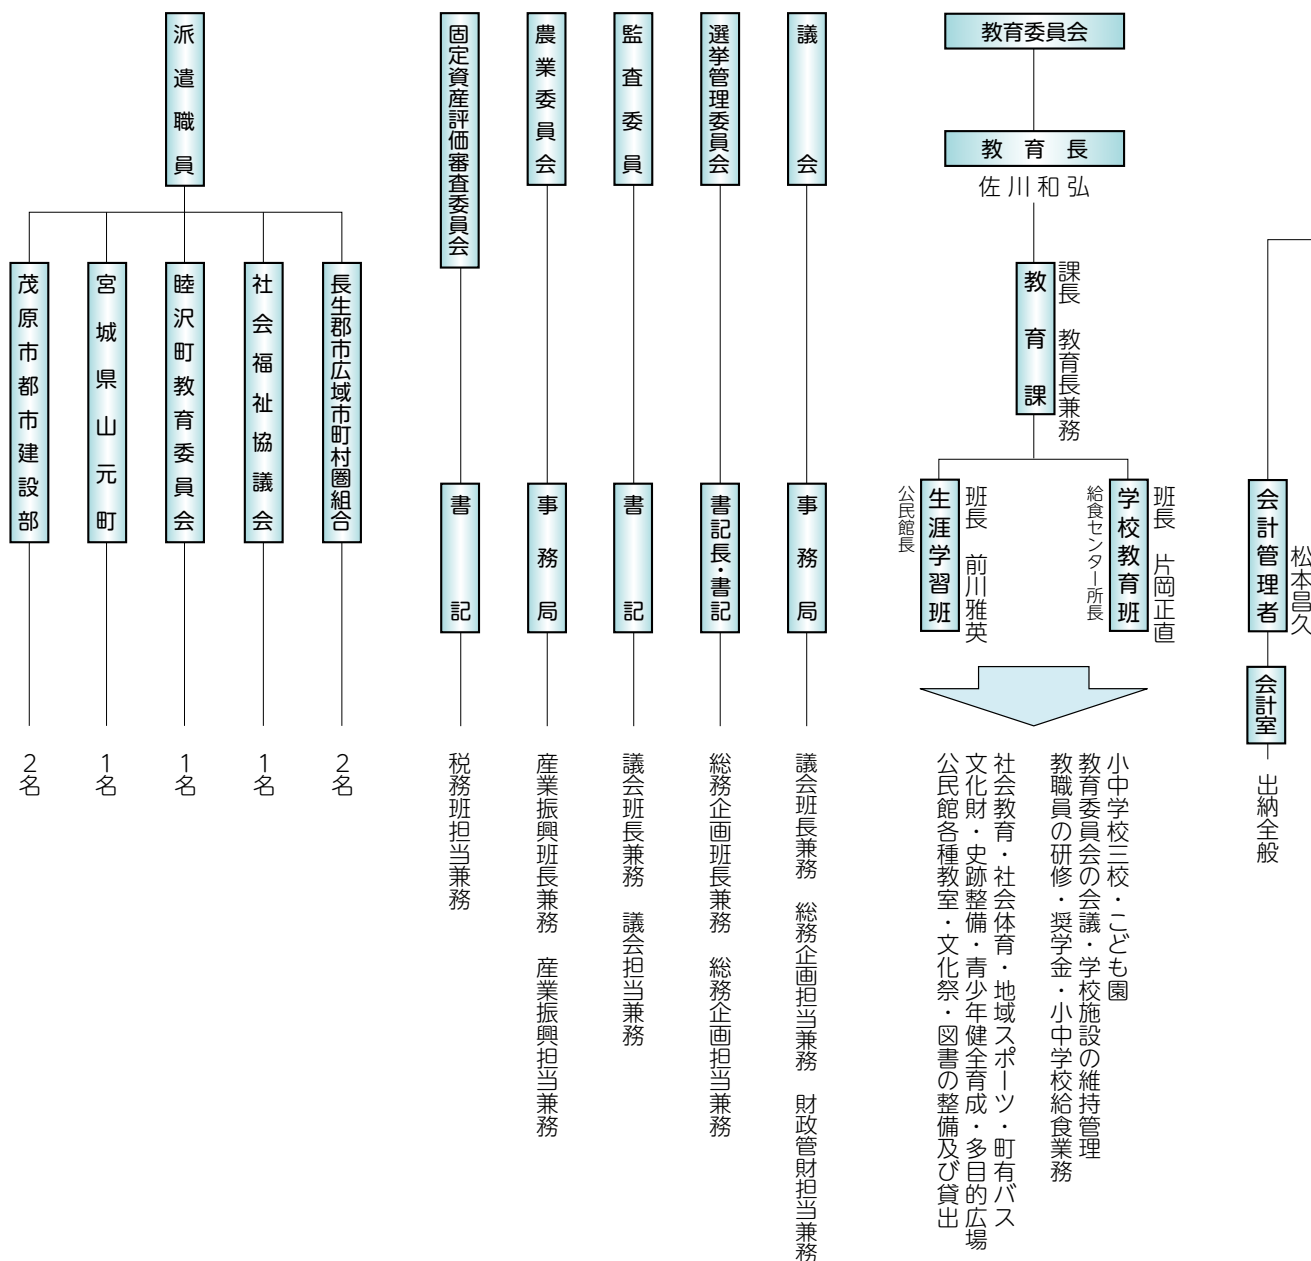 会計管理者
松本昌久
会計室
出納全般
教育委員会
教育長
佐川和弘
教育課
課長　教育長兼務
学校教育班
班長　片岡正直
給食センター所長
生涯学習班
班長　前川雅英
公民館長
小中学校三校・こども園
教育委員会の会議・学校施設の維持管理
教職員の研修・奨学金・小中学校給食業務
社会教育・社会体育・地域スポーツ・町有バス
文化財・史跡整備・青少年健全育成・多目的広場
公民館各種教室・文化祭・図書の整備及び貸出
議会
事務局
議会班長兼務　総務企画担当兼務　財政管財担当兼務
選挙管理委員会
書記長・書記
総務企画班長兼務　総務企画担当兼務
監査委員
書記
議会班長兼務　議会担当兼務
農業委員会
事務局
産業振興班長兼務　産業振興担当兼務
固定資産評価審査委員会
書記
税務班担当兼務
派遣職員
長生郡市広域市町村圏組合
2名
社会福祉協議会
1名
睦沢町教育委員会
1名
宮城県山元町
1名
茂原市都市建設部
2名